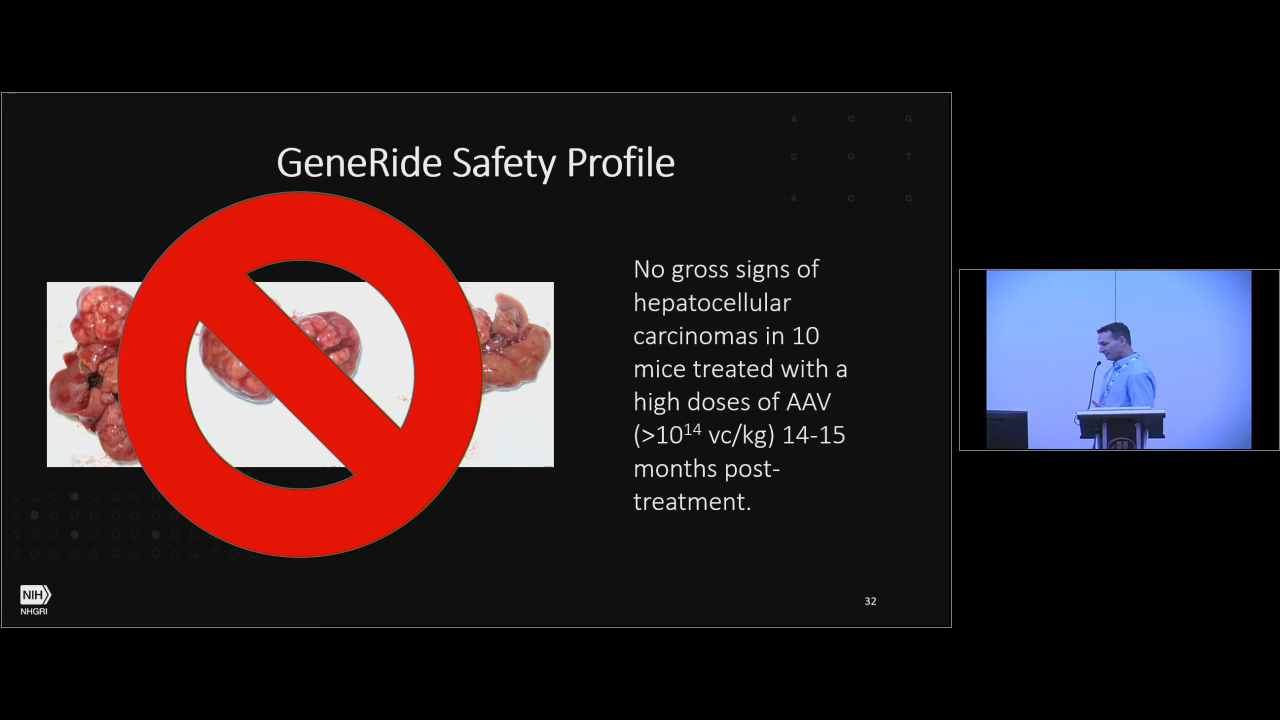 A C G
GeneRide Safety Profile
C G T
A C G
No gross signs of
hepatocellular
carcinomas in 10
mice treated with a
high doses of AAV
(>10¹⁴ vc/kg) 14-15
months post-
treatment.
NIH
NHGRI
32